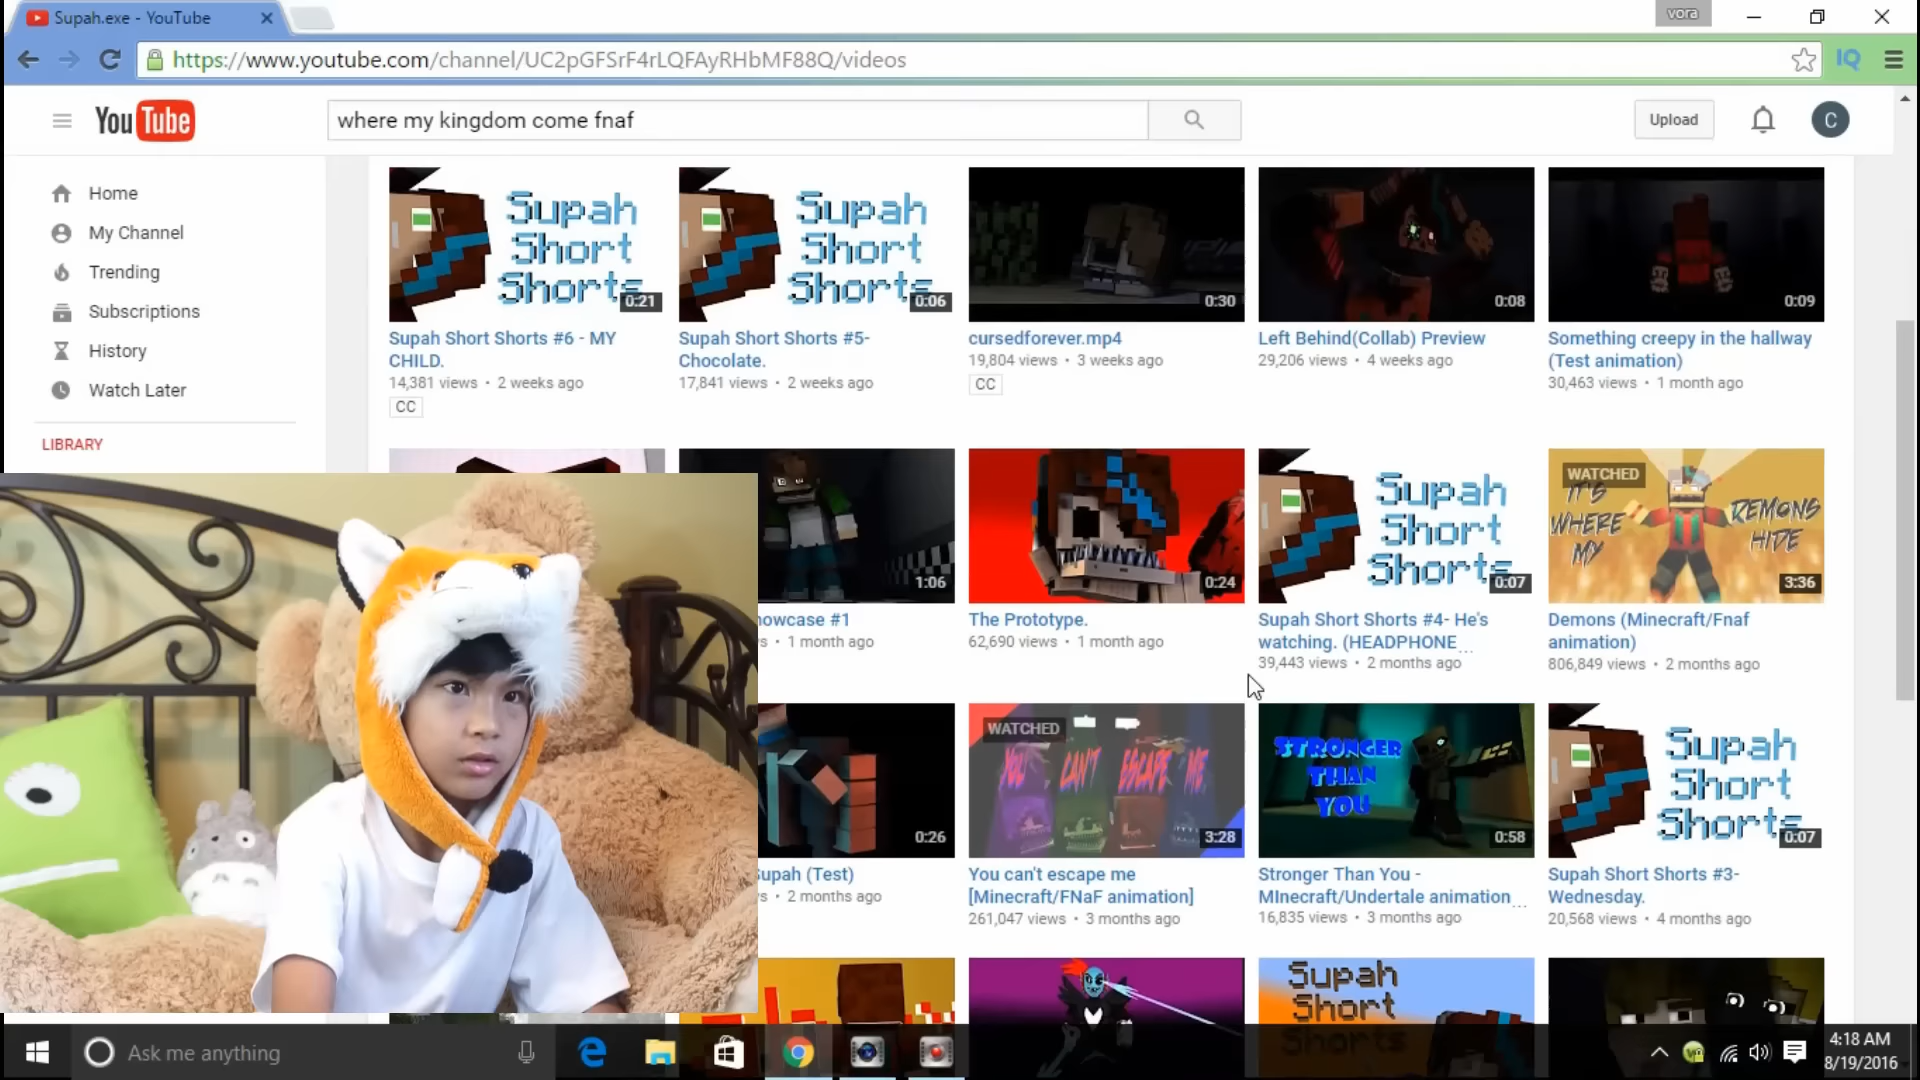 Supah.exe - YouTube
vora
https://www.youtube.com/channel/UC2pGFSrF4rLQFAyRHbMF88Q/videos
IQ
YouTube
where my kingdom come fnaf
Upload
C
Home
My Channel
Trending
Subscriptions
History
Watch Later
LIBRARY
Supah
Short
Shorts
0:21
Supah Short Shorts #6 - MY
CHILD.
14,381 views • 2 weeks ago
CC
Supah
Short
Shorts
0:06
Supah Short Shorts #5-
Chocolate.
17,841 views • 2 weeks ago
0:30
cursedforever.mp4
19,804 views • 3 weeks ago
CC
0:08
Left Behind(Collab) Preview
29,206 views • 4 weeks ago
0:09
Something creepy in the hallway
(Test animation)
30,463 views • 1 month ago
1:06
howcase #1
ws • 1 month ago
0:24
The Prototype.
62,690 views • 1 month ago
Supah
Short
Shorts
0:07
Supah Short Shorts #4- He's
watching. (HEADPHONE ...
39,443 views • 2 months ago
WATCHED
IT'S
WHERE
MY
DEMONS
HIDE
3:36
Demons (Minecraft/Fnaf
animation)
806,849 views • 2 months ago
0:26
Supah (Test)
s • 2 months ago
WATCHED
YOU CAN'T ESCAPE ME
3:28
You can't escape me
[Minecraft/FNaF animation]
261,047 views • 3 months ago
STRONGER
THAN
YOU
0:58
Stronger Than You -
MInecraft/Undertale animation ...
16,835 views • 3 months ago
Supah
Short
Shorts
0:07
Supah Short Shorts #3-
Wednesday.
20,568 views • 4 months ago
Supah
Short
Shorts
Ask me anything
4:18 AM
8/19/2016